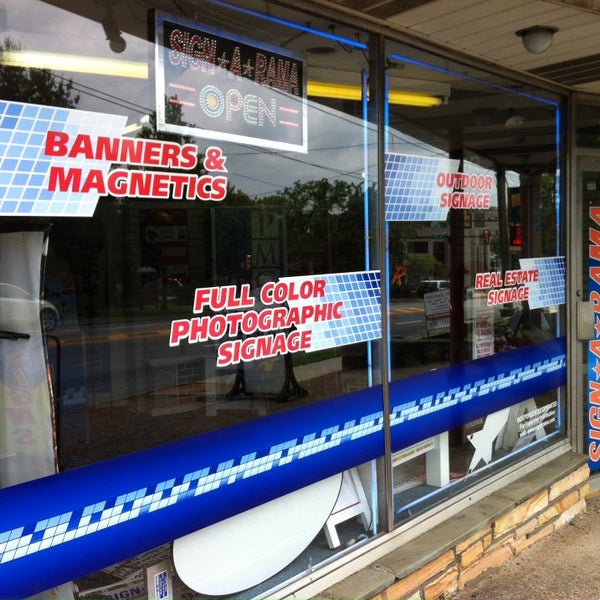 SIGN★A★RAMA
OPEN
BANNERS &
MAGNETICS
OUTDOOR
SIGNAGE
FULL COLOR
PHOTOGRAPHIC
SIGNAGE
REAL ESTATE
SIGNAGE
SIGN★A★RAMA